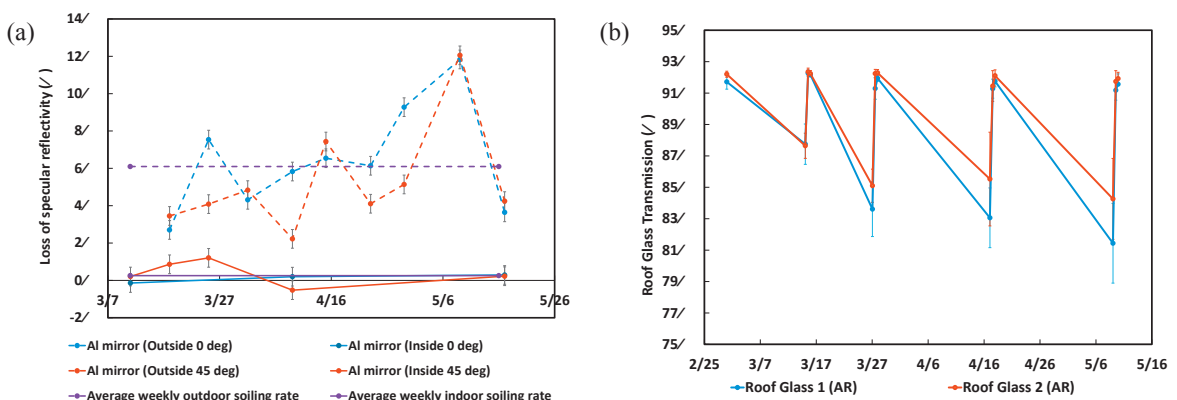 (a)
Loss of specular reflectivity (⁄)
14⁄
12⁄
10⁄
8⁄
6⁄
4⁄
2⁄
0⁄
-2⁄
3/7 3/27 4/16 5/6 5/26
Al mirror (Outside 0 deg) Al mirror (Inside 0 deg)
Al mirror (Outside 45 deg) Al mirror (Inside 45 deg)
Average weekly outdoor soiling rate Average weekly indoor soiling rate
(b)
Roof Glass Transmission (⁄)
95⁄
93⁄
91⁄
89⁄
87⁄
85⁄
83⁄
81⁄
79⁄
77⁄
75⁄
2/25 3/7 3/17 3/27 4/6 4/16 4/26 5/6 5/16
Roof Glass 1 (AR) Roof Glass 2 (AR)